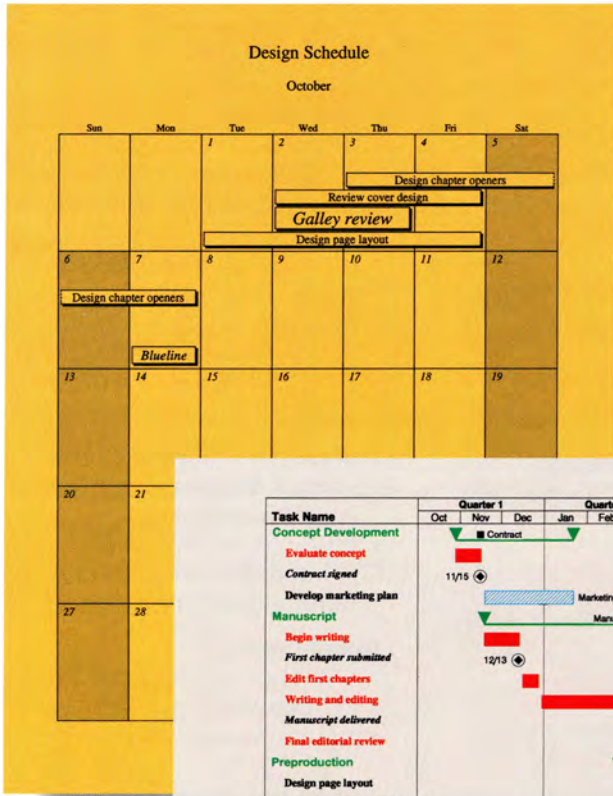 Design Schedule
October
Sun Mon Tue Wed Thu Fri Sat
1 2 3 4 5
Design chapter openers
Review cover design
Galley review
Design page layout
6 7 8 9 10 11 12
Design chapter openers
Blueline
13 14 15 16 17 18 19
20 21
27 28
Quarter 1 Quarte
Task Name Oct Nov Dec Jan Feb
Concept Development Contract
Evaluate concept
Contract signed 11/15
Develop marketing plan Marketin
Manuscript Manu
Begin writing
First chapter submitted 12/13
Edit first chapters
Writing and editing
Manuscript delivered
Final editorial review
Preproduction
Design page layout